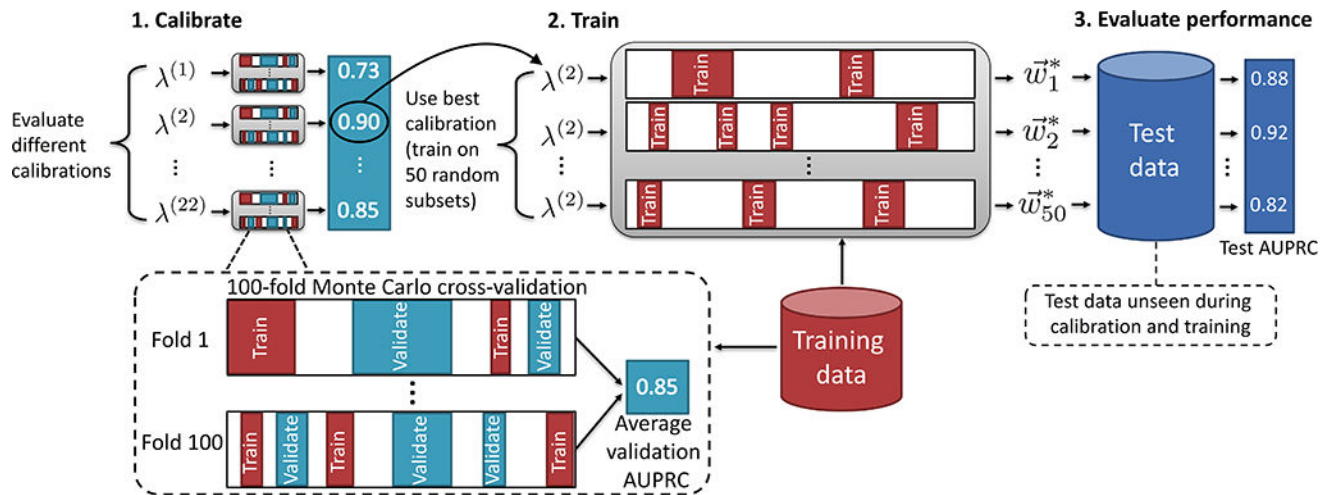 1. Calibrate
2. Train
3. Evaluate performance
Evaluate
different
calibrations
λ^(1)
λ^(2)
⋮
λ^(22)
⋮
0.73
0.90
⋮
0.85
Use best
calibration
(train on
50 random
subsets)
λ^(2)
λ^(2)
⋮
λ^(2)
Train
Train
Train
Train
Train
Train
⋮
Train
Train
Train
w⃗*₁
w⃗*₂
⋮
w⃗*₅₀
Test
data
0.88
0.92
⋮
0.82
Test AUPRC
Test data unseen during
calibration and training
100-fold Monte Carlo cross-validation
Fold 1
Train
Validate
Train
Validate
⋮
Fold 100
Train
Validate
Train
Validate
Validate
Train
0.85
Average
validation
AUPRC
Training
data